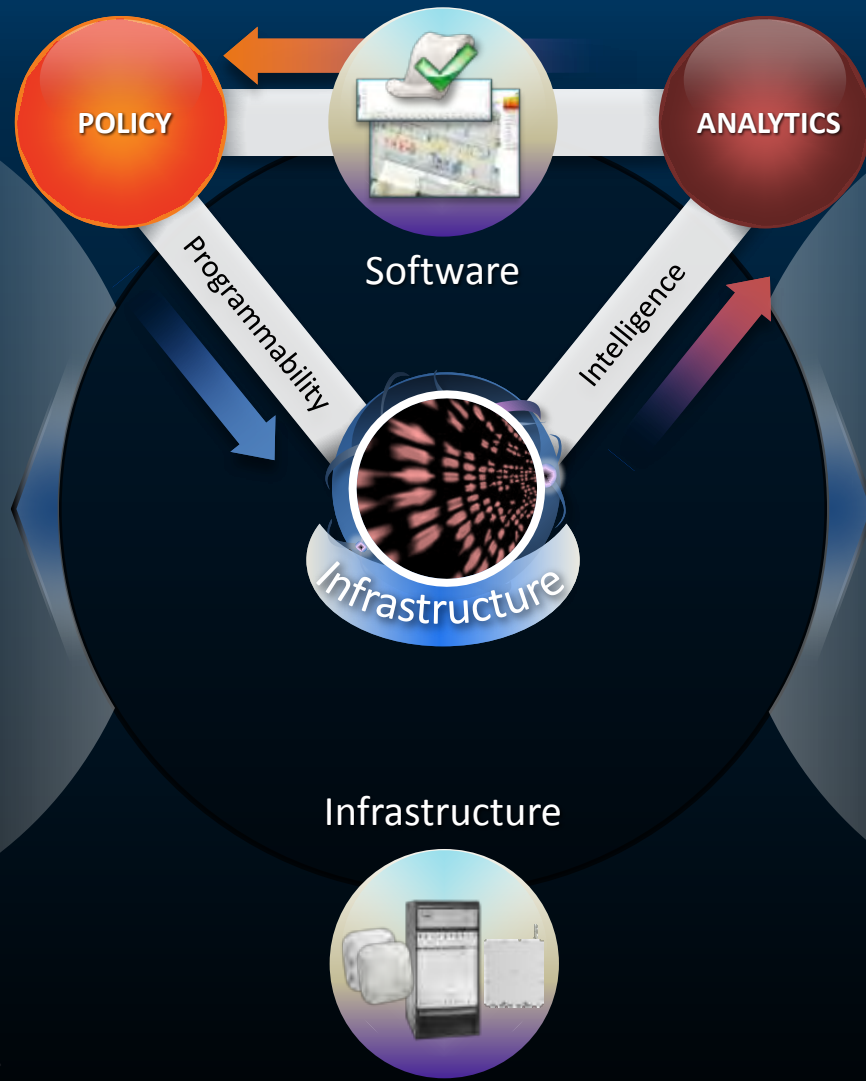 POLICY
ANALYTICS
Software
Programmability
Intelligence
Infrastructure
Infrastructure